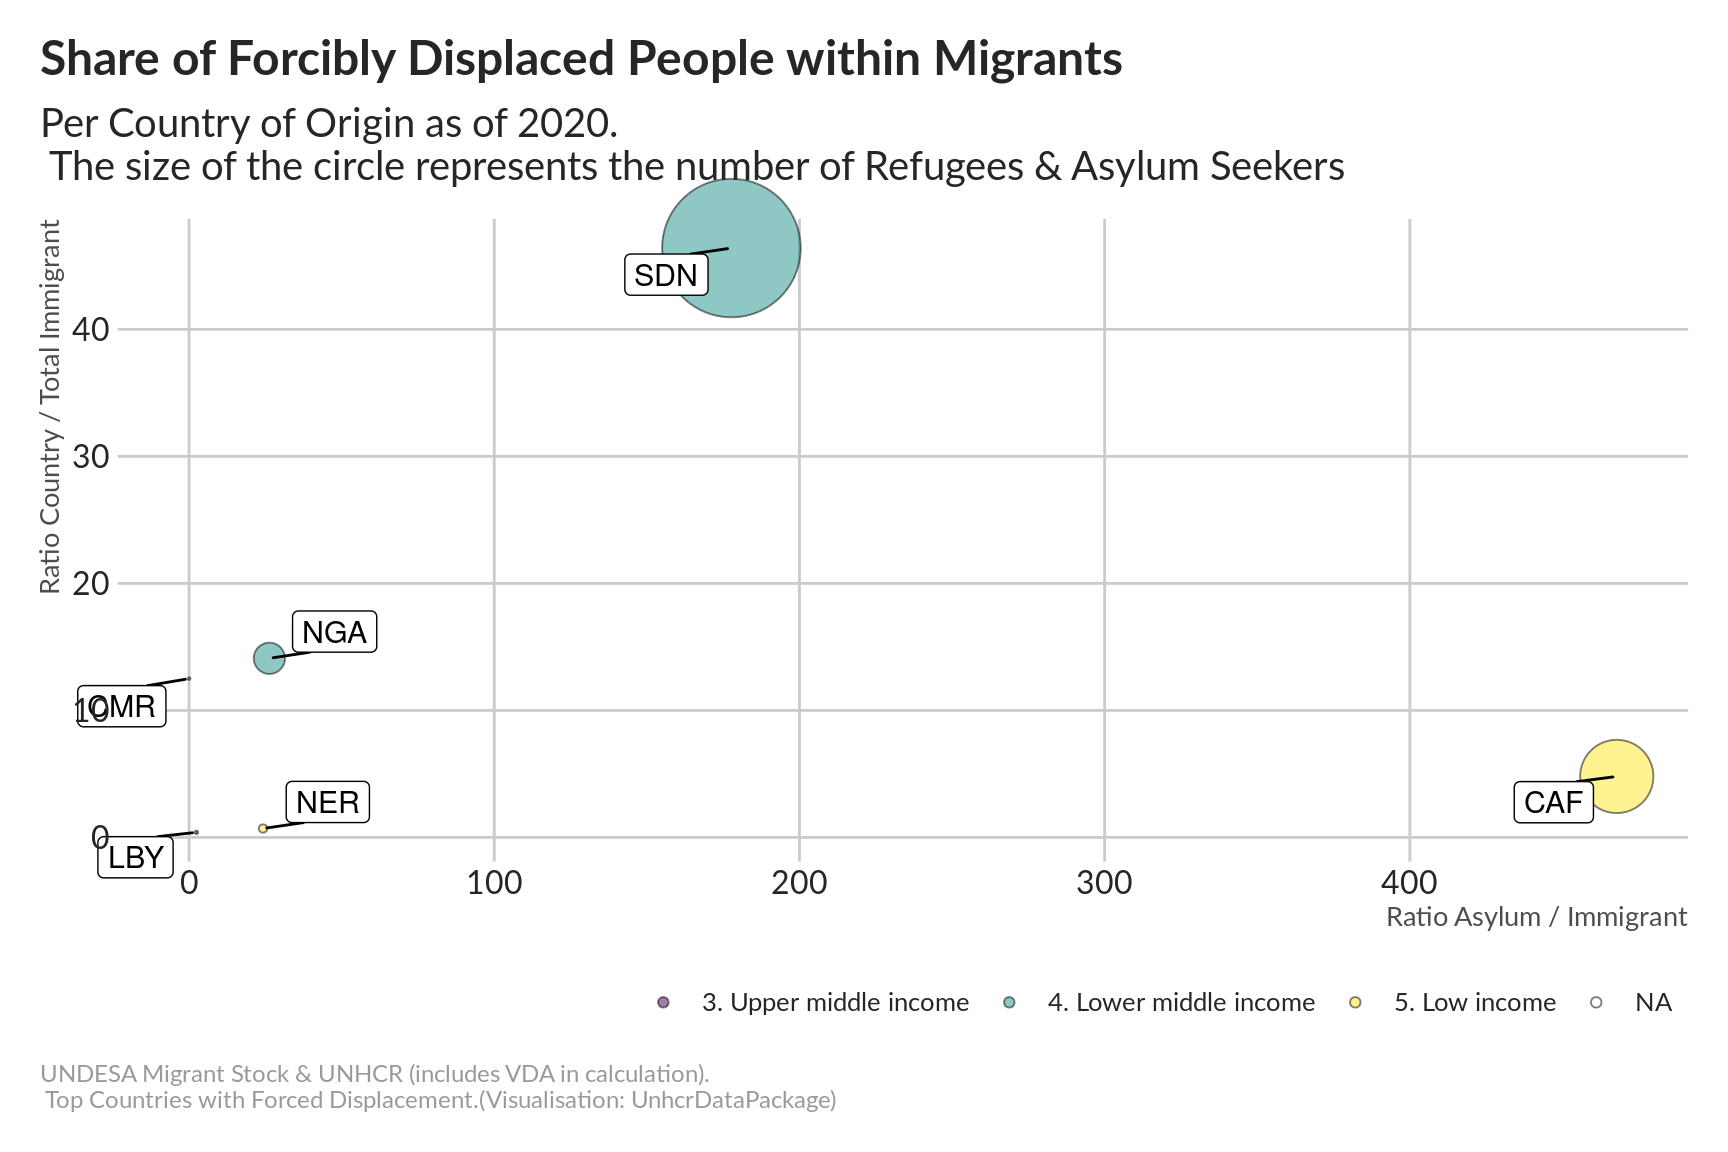 Share of Forcibly Displaced People within Migrants
Per Country of Origin as of 2020.
The size of the circle represents the number of Refugees & Asylum Seekers
Ratio Country / Total Immigrant
SDN
40
30
20
NGA
CMR
10
NER
CAF
0
LBY
0 100 200 300 400
Ratio Asylum / Immigrant
3. Upper middle income 4. Lower middle income 5. Low income NA
UNDESA Migrant Stock & UNHCR (includes VDA in calculation).
Top Countries with Forced Displacement.(Visualisation: UnhcrDataPackage)